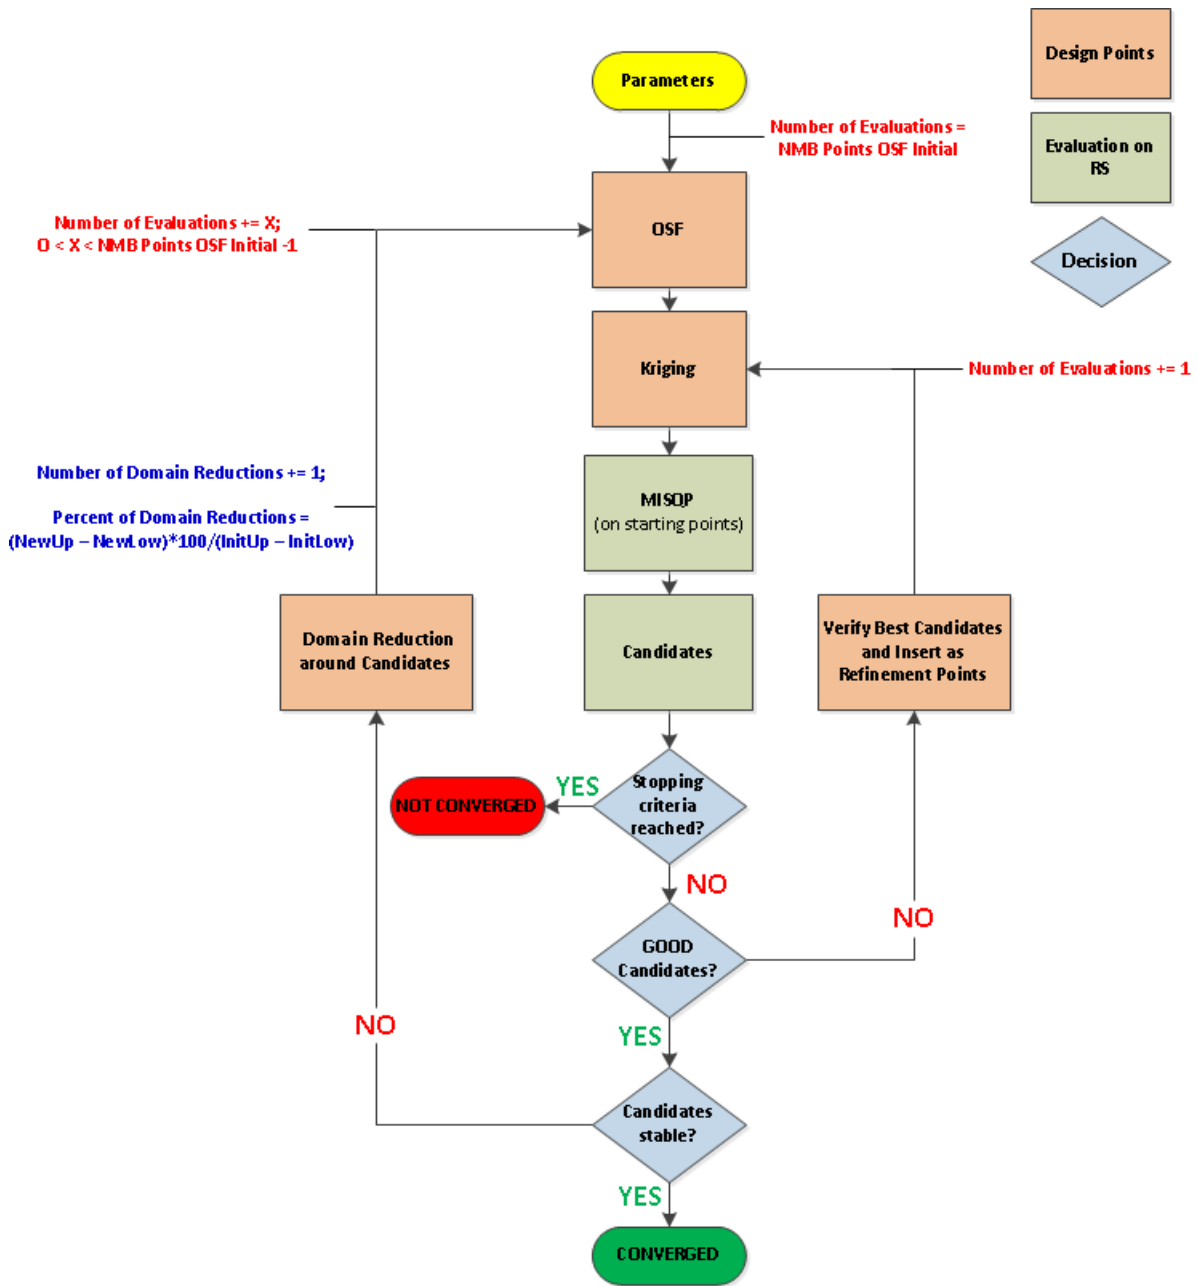 Parameters
Design Points
Number of Evaluations =
NMB Points OSF Initial
Evaluation on
RS
Number of Evaluations += X;
0 < X < NMB Points OSF Initial -1
OSF
Decision
Kriging
Number of Evaluations += 1
Number of Domain Reductions += 1;
Percent of Domain Reductions =
(NewUp – NewLow)*100/(InitUp – InitLow)
MISQP
(on starting points)
Domain Reduction
around Candidates
Candidates
Verify Best Candidates
and Insert as
Refinement Points
NOT CONVERGED
YES
Stopping
criteria
reached?
NO
GOOD
Candidates?
NO
YES
NO
Candidates
stable?
YES
CONVERGED